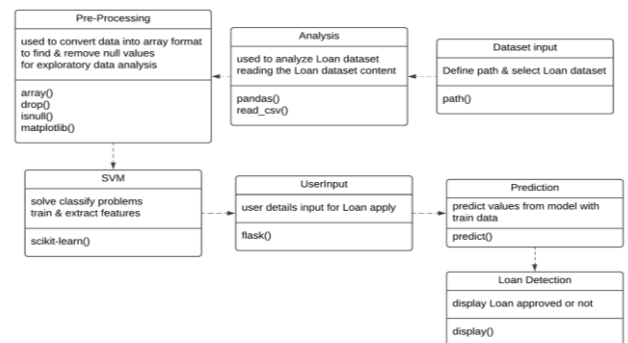 Pre-Processing
used to convert data into array format
to find & remove null values
for exploratory data analysis
array()
drop()
isnull()
matplotlib()
Analysis
used to analyze Loan dataset
reading the Loan dataset content
pandas()
read_csv()
Dataset input
Define path & select Loan dataset
path()
SVM
solve classify problems
train & extract features
scikit-learn()
UserInput
user details input for Loan apply
flask()
Prediction
predict values from model with
train data
predict()
Loan Detection
display Loan approved or not
display()